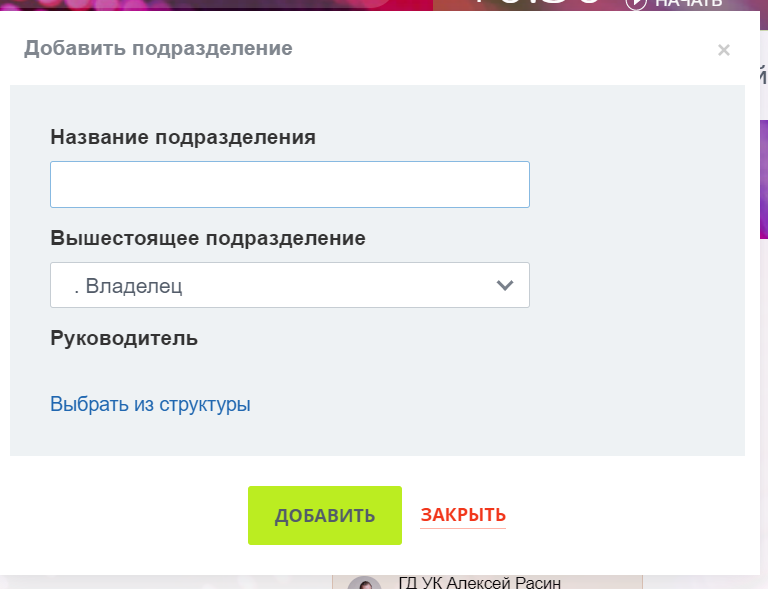 НАЧАТЬ
Добавить подразделение
×
Название подразделения
Вышестоящее подразделение
. Владелец
Руководитель
Выбрать из структуры
ДОБАВИТЬ ЗАКРЫТЬ
ГД УК Алексей Расин